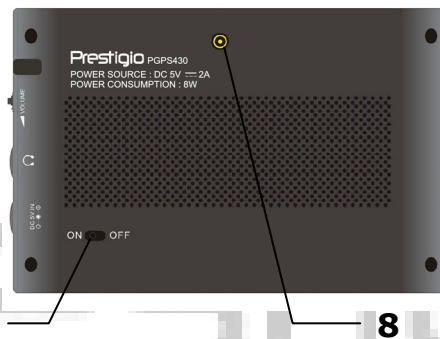 Prestigio PGPS430
POWER SOURCE : DC 5V ⎓ 2A
POWER CONSUMPTION : 8W
VOLUME
DC 5V IN
ON OFF
8